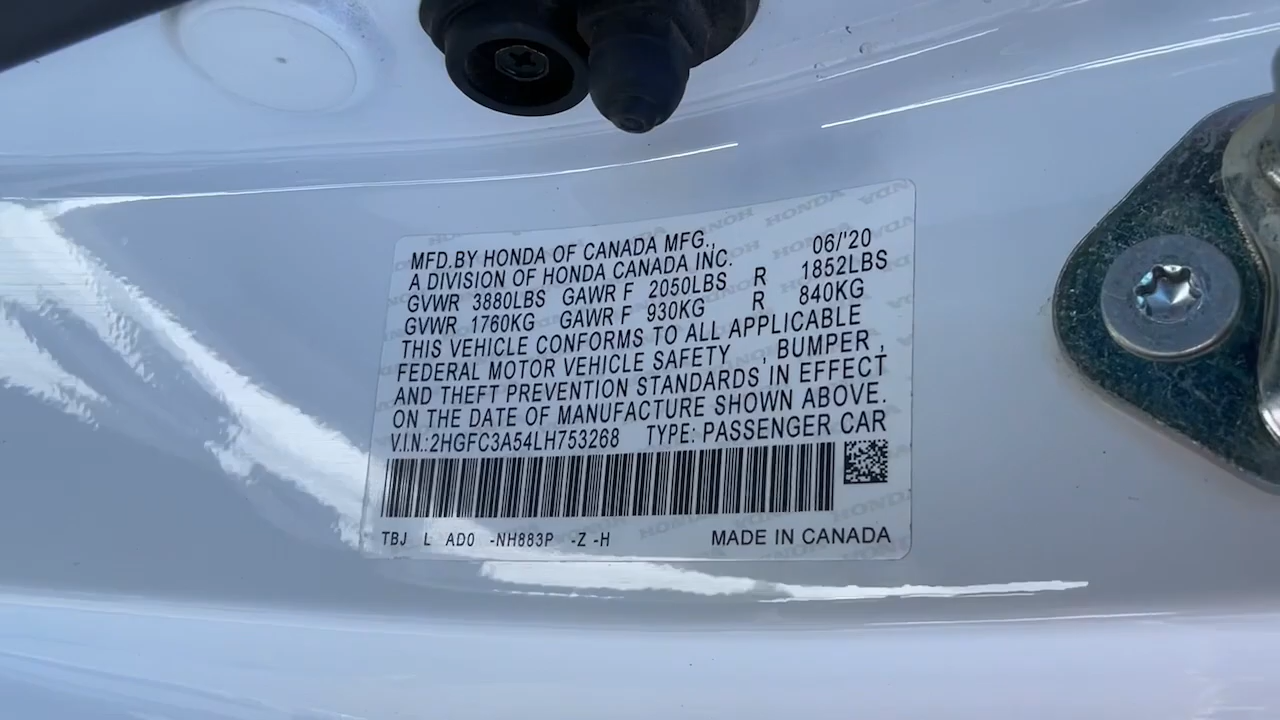 MFD.BY HONDA OF CANADA MFG., 06/'20
A DIVISION OF HONDA CANADA INC.
GVWR 3880LBS GAWR F 2050LBS R 1852LBS
GVWR 1760KG GAWR F 930KG R 840KG
THIS VEHICLE CONFORMS TO ALL APPLICABLE
FEDERAL MOTOR VEHICLE SAFETY , BUMPER ,
AND THEFT PREVENTION STANDARDS IN EFFECT
ON THE DATE OF MANUFACTURE SHOWN ABOVE.
V.I.N.:2HGFC3A54LH753268 TYPE: PASSENGER CAR
TBJ L AD0 -NH883P -Z -H MADE IN CANADA